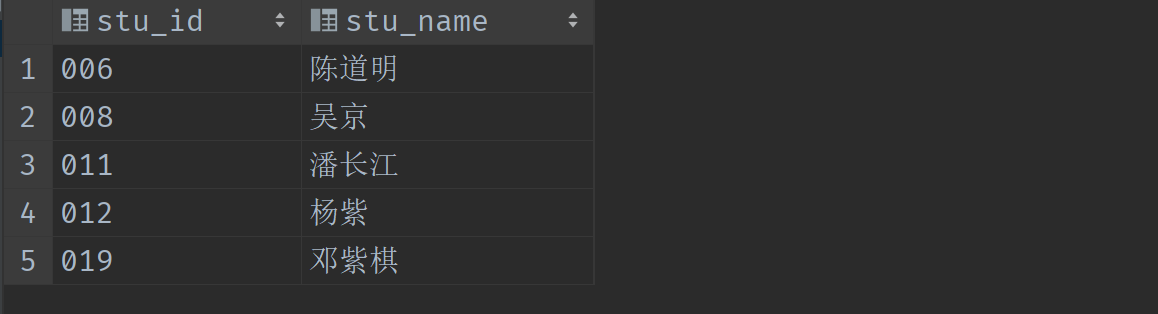 stu_id stu_name
1 006 陈道明
2 008 吴京
3 011 潘长江
4 012 杨紫
5 019 邓紫棋